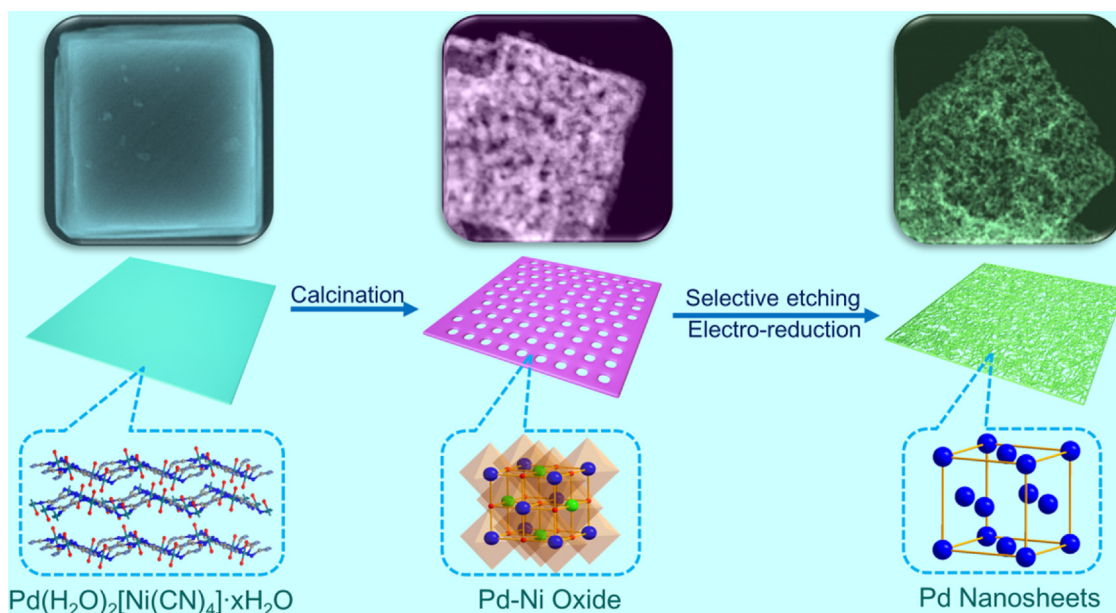 Calcination
Selective etching
Electro-reduction
Pd(H₂O)₂[Ni(CN)₄]·xH₂O
Pd-Ni Oxide
Pd Nanosheets